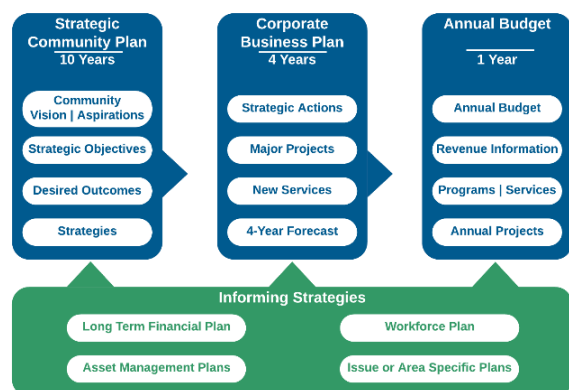 Strategic
Community Plan
10 Years
Community
Vision | Aspirations
Strategic Objectives
Desired Outcomes
Strategies
Corporate
Business Plan
4 Years
Strategic Actions
Major Projects
New Services
4-Year Forecast
Annual Budget
1 Year
Annual Budget
Revenue Information
Programs | Services
Annual Projects
Informing Strategies
Long Term Financial Plan
Workforce Plan
Asset Management Plans
Issue or Area Specific Plans